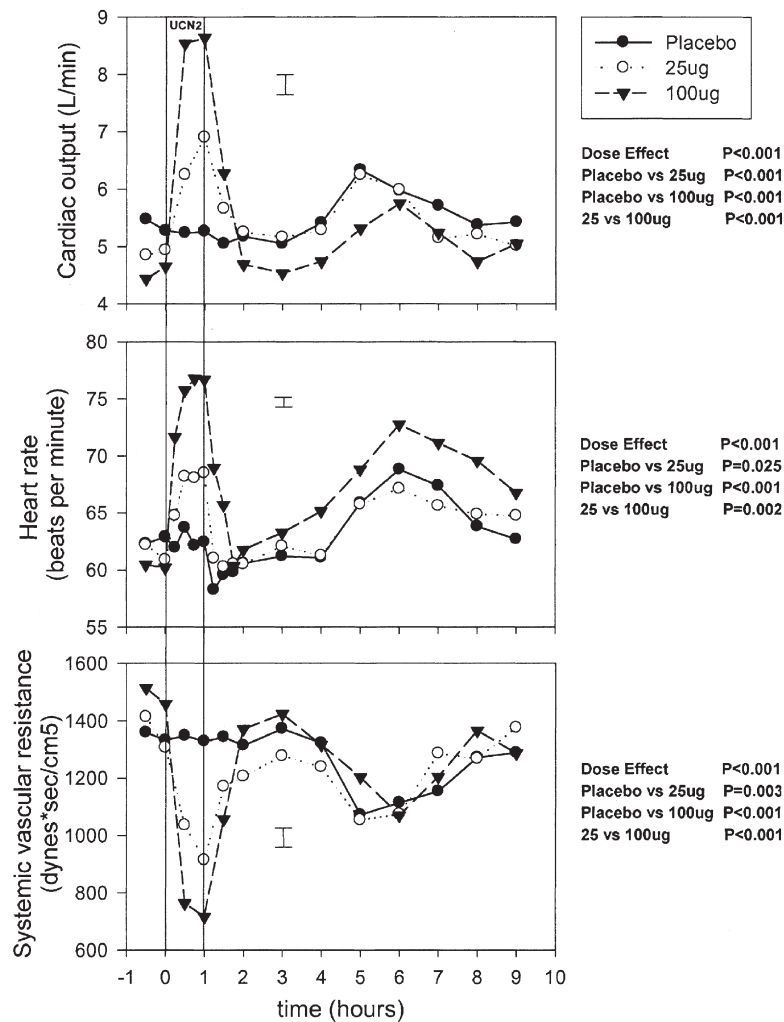 UCN2
9
8
7
6
5
4
Cardiac output (L/min)
Placebo
25ug
100ug
Dose Effect P<0.001
Placebo vs 25ug P<0.001
Placebo vs 100ug P<0.001
25 vs 100ug P<0.001
80
75
70
65
60
55
Heart rate
(beats per minute)
Dose Effect P<0.001
Placebo vs 25ug P=0.025
Placebo vs 100ug P<0.001
25 vs 100ug P=0.002
1600
1400
1200
1000
800
600
Systemic vascular resistance
(dynes*sec/cm5)
Dose Effect P<0.001
Placebo vs 25ug P=0.003
Placebo vs 100ug P<0.001
25 vs 100ug P<0.001
-1 0 1 2 3 4 5 6 7 8 9 10
time (hours)